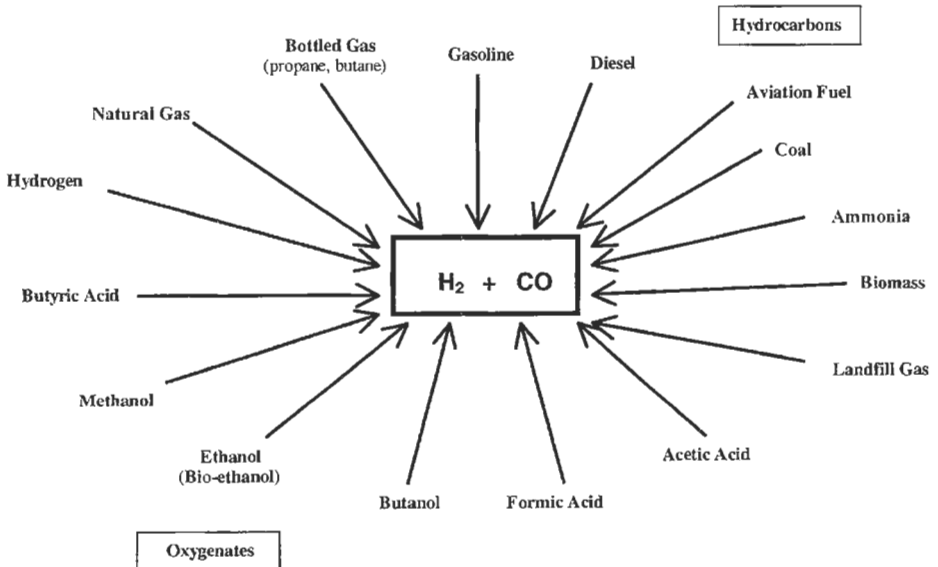 Hydrocarbons
Bottled Gas
(propane, butane)
Gasoline
Diesel
Aviation Fuel
Natural Gas
Coal
Hydrogen
Ammonia
H₂ + CO
Biomass
Butyric Acid
Landfill Gas
Methanol
Acetic Acid
Ethanol
(Bio-ethanol)
Butanol
Formic Acid
Oxygenates